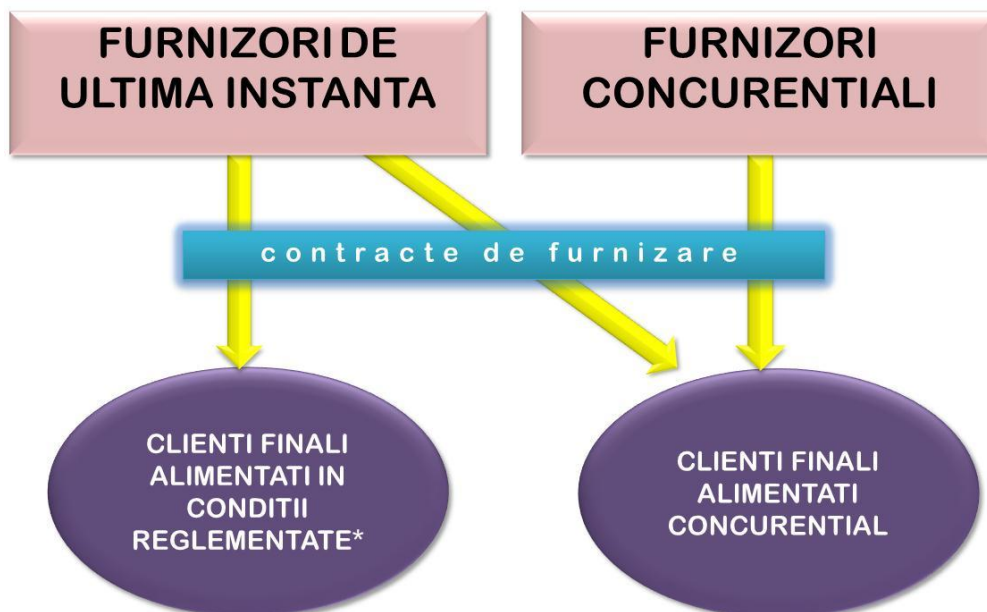 FURNIZORI DE
ULTIMA INSTANTA
FURNIZORI
CONCURENTIALI
contracte de furnizare
CLIENTI FINALI
ALIMENTATI IN
CONDITII
REGLEMENTATE*
CLIENTI FINALI
ALIMENTATI
CONCURENTIAL